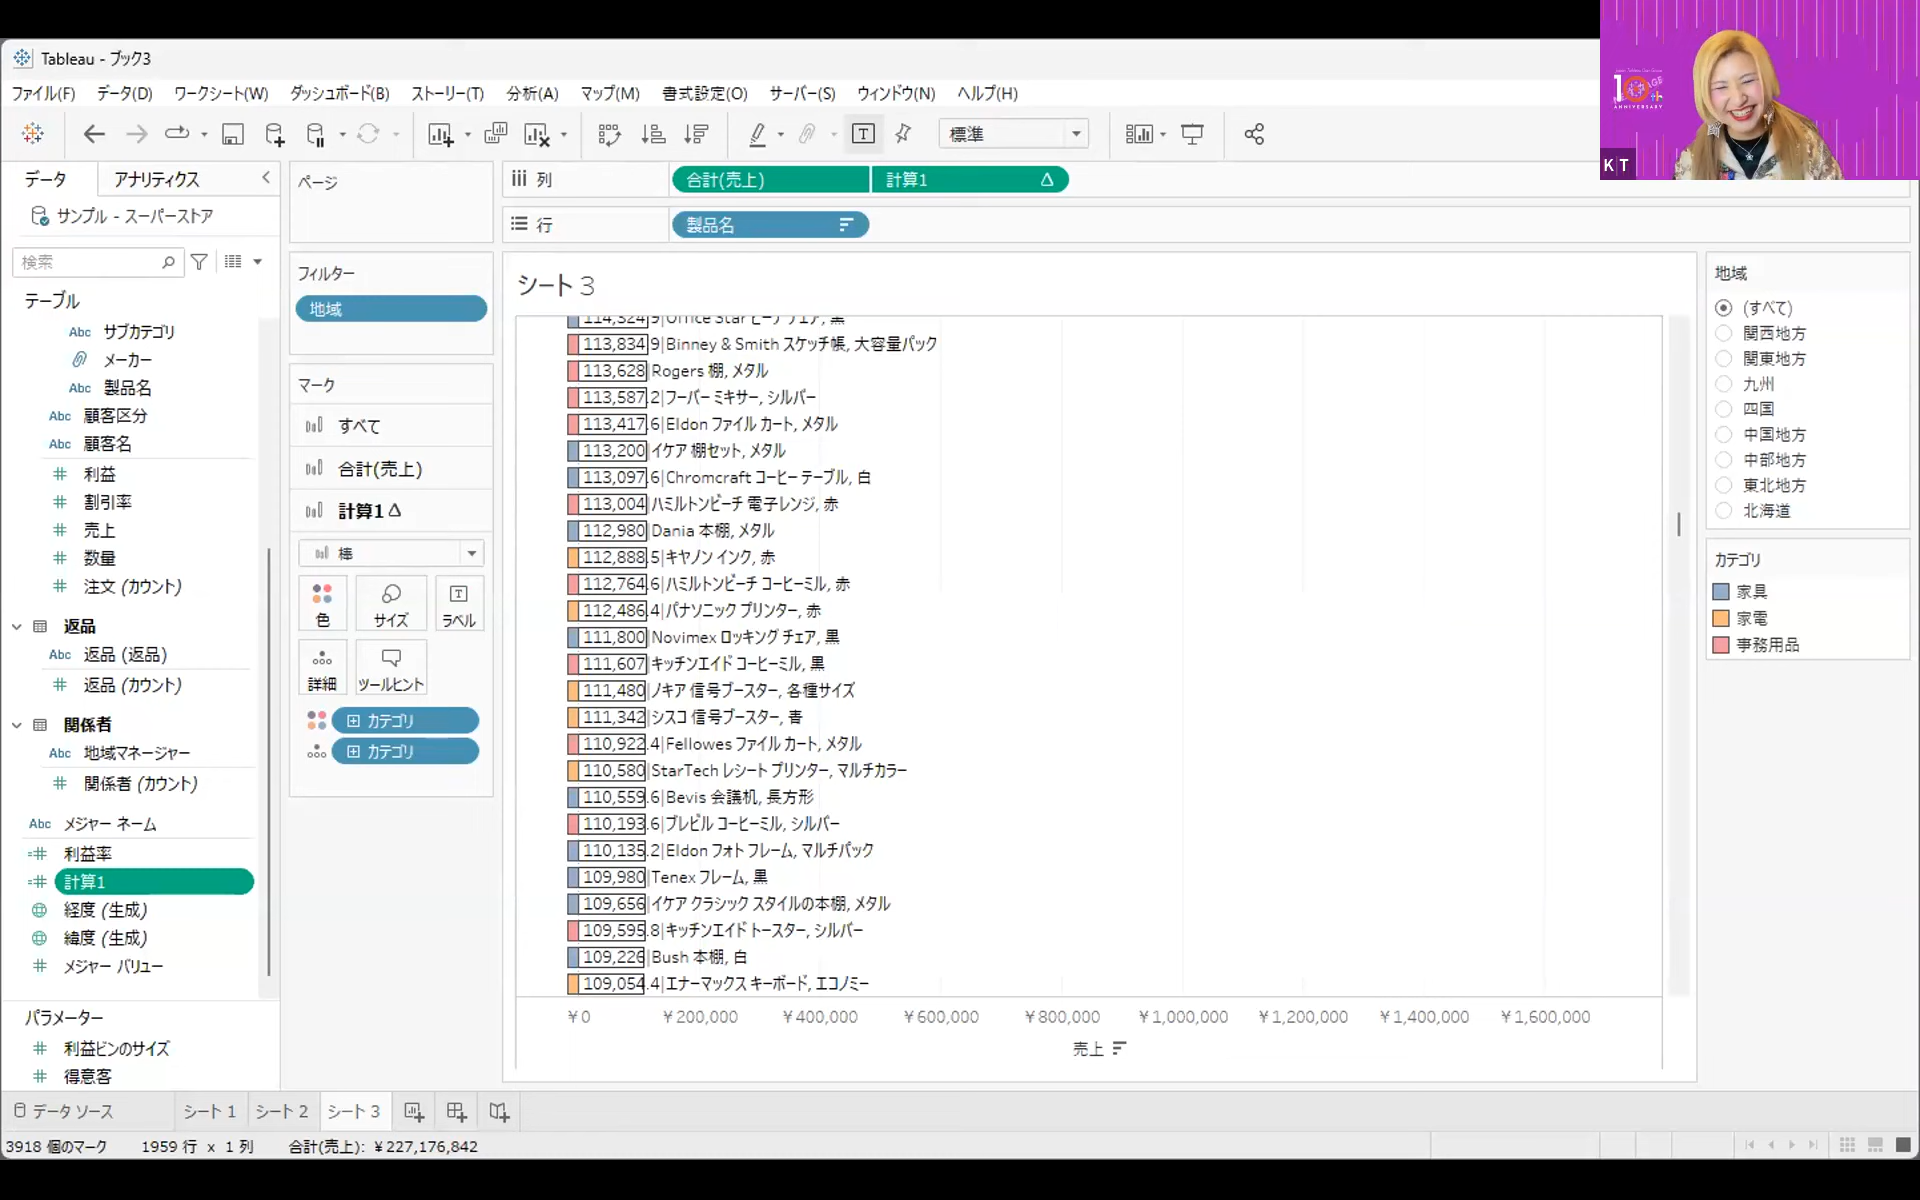 Tableau - ブック3
ファイル(F) データ(D) ワークシート(W) ダッシュボード(B) ストーリー(T) 分析(A) マップ(M) 書式設定(O) サーバー(S) ウィンドウ(N) ヘルプ(H)
標準
10th
ANNIVERSARY
K T
データ
アナリティクス
サンプル - スーパーストア
検索
テーブル
Abc サブカテゴリ
メーカー
Abc 製品名
Abc 顧客区分
Abc 顧客名
利益
割引率
売上
数量
注文 (カウント)
返品
Abc 返品 (返品)
返品 (カウント)
関係者
Abc 地域マネージャー
関係者 (カウント)
Abc メジャー ネーム
利益率
計算1
経度 (生成)
緯度 (生成)
メジャー バリュー
パラメーター
利益ビンのサイズ
得意客
ページ
フィルター
地域
マーク
すべて
合計(売上)
計算1 Δ
棒
色
サイズ
ラベル
詳細
ツールヒント
カテゴリ
カテゴリ
列
合計(売上)
計算1 Δ
行
製品名
シート 3
113,834.9|Binney & Smith スケッチ帳, 大容量パック
113,628|Rogers 棚, メタル
113,587.2|フーバー ミキサー, シルバー
113,417.6|Eldon ファイル カート, メタル
113,200|イケア 棚セット, メタル
113,097.6|Chromcraft コーヒー テーブル, 白
113,004|ハミルトンビーチ 電子レンジ, 赤
112,980|Dania 本棚, メタル
112,888.5|キヤノン インク, 赤
112,764.6|ハミルトンビーチ コーヒーミル, 赤
112,486.4|パナソニック プリンター, 赤
111,800|Novimex ロッキング チェア, 黒
111,607|キッチンエイド コーヒーミル, 黒
111,480|ノキア 信号ブースター, 各種サイズ
111,342|シスコ 信号ブースター, 青
110,922.4|Fellowes ファイル カート, メタル
110,580|StarTech レシート プリンター, マルチカラー
110,559.6|Bevis 会議机, 長方形
110,193.6|ブレビル コーヒーミル, シルバー
110,135.2|Eldon フォト フレーム, マルチパック
109,980|Tenex フレーム, 黒
109,656|イケア クラシック スタイルの本棚, メタル
109,595.8|キッチンエイド トースター, シルバー
109,226|Bush 本棚, 白
109,054.4|エナーマックス キーボード, エコノミー
¥0 ¥200,000 ¥400,000 ¥600,000 ¥800,000 ¥1,000,000 ¥1,200,000 ¥1,400,000 ¥1,600,000
売上
地域
(すべて)
関西地方
関東地方
九州
四国
中国地方
中部地方
東北地方
北海道
カテゴリ
家具
家電
事務用品
データ ソース シート 1 シート 2 シート 3
3918 個のマーク 1959 行 x 1 列 合計(売上): ¥227,176,842